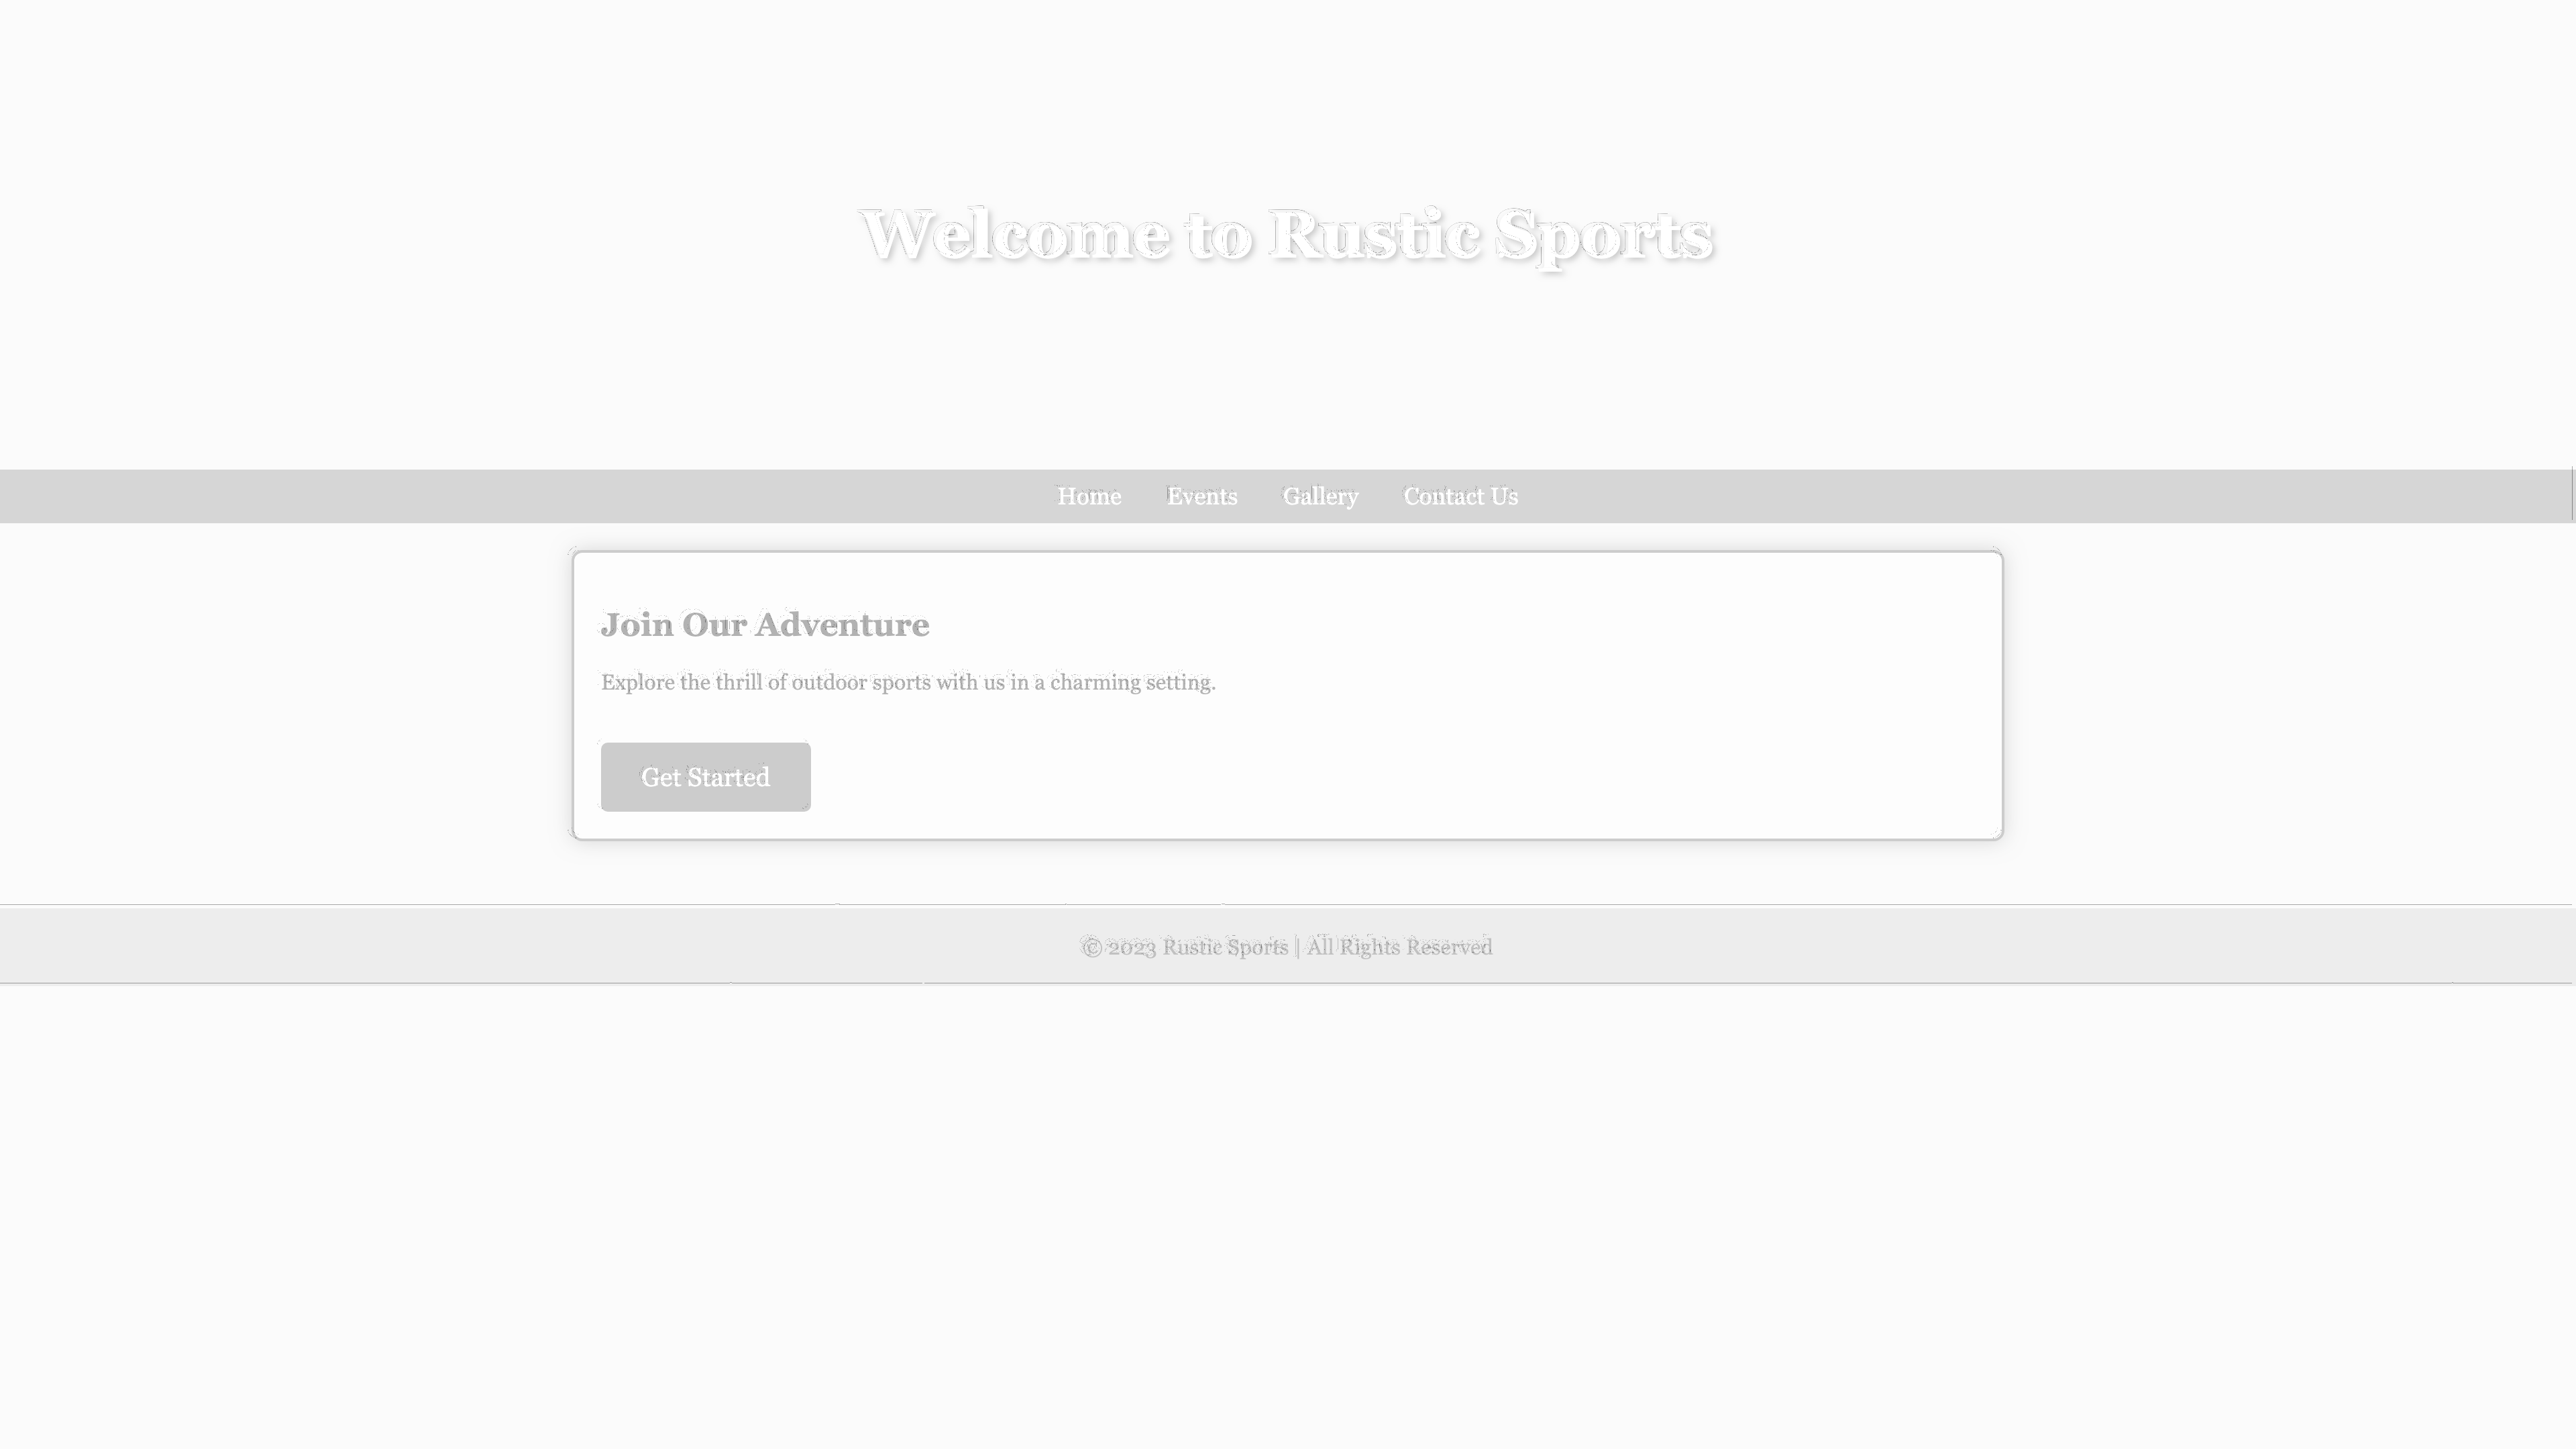 Welcome to Rustic Sports
Home Events Gallery Contact Us
Join Our Adventure
Explore the thrill of outdoor sports with us in a charming setting.
Get Started
© 2023 Rustic Sports | All Rights Reserved